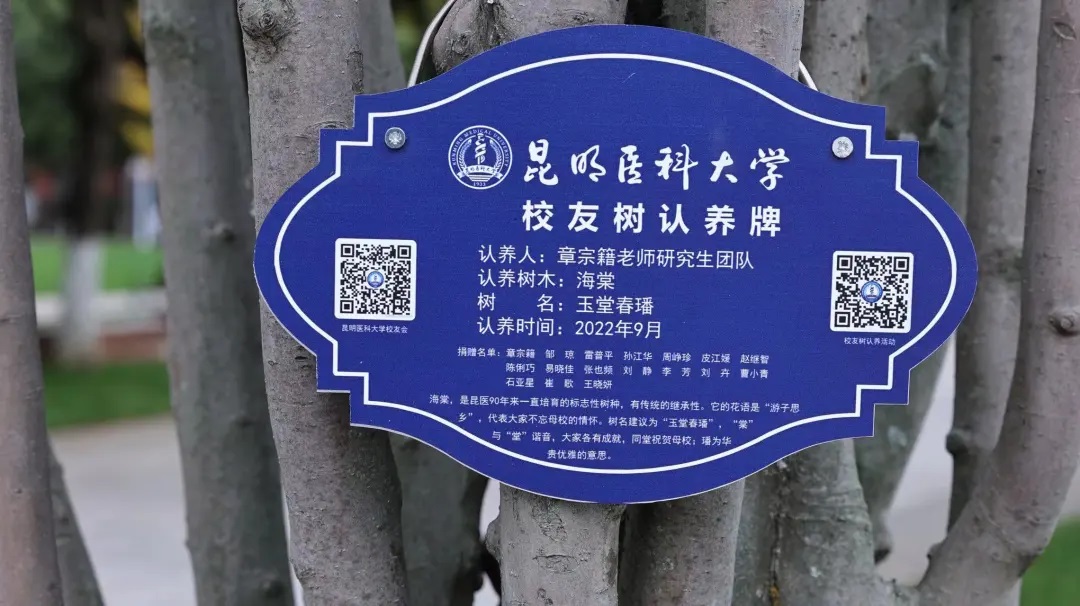 KUNMING MEDICAL UNIVERSITY
1933
昆明医科大学
校友树认养牌
认养人：章宗籍老师研究生团队
认养树木：海棠
树　名：玉堂春璠
认养时间：2022年9月
昆明医科大学校友会
校友树认养活动
捐赠名单：章宗籍 邹琼 雷普平 孙江华 周峥珍 皮江媛 赵继智
陈俐巧 易晓佳 张也频 刘静 李芳 刘卉 曹小青
石亚星 崔歌 王晓妍
海棠，是昆医90年来一直培育的标志性树种，有传统的继承性。它的花语是“游子思
乡”，代表大家不忘母校的情怀。树名建议为“玉堂春璠”，“棠”
与“堂”谐音，大家各有成就，同堂祝贺母校；璠为华
贵优雅的意思。